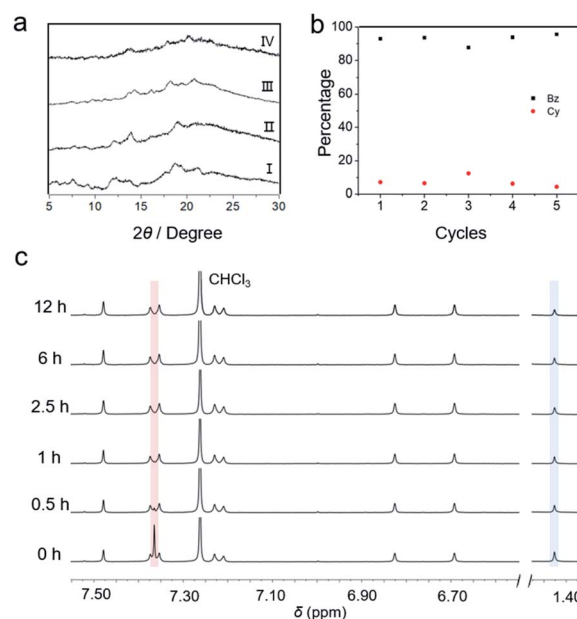 a
IV
III
II
I
5 10 15 20 25 30
2θ / Degree
b
Percentage
100
80
60
40
20
0
Bz
Cy
1 2 3 4 5
Cycles
c
CHCl3
12 h
6 h
2.5 h
1 h
0.5 h
0 h
7.50 7.30 7.10 6.90 6.70 1.40
δ (ppm)